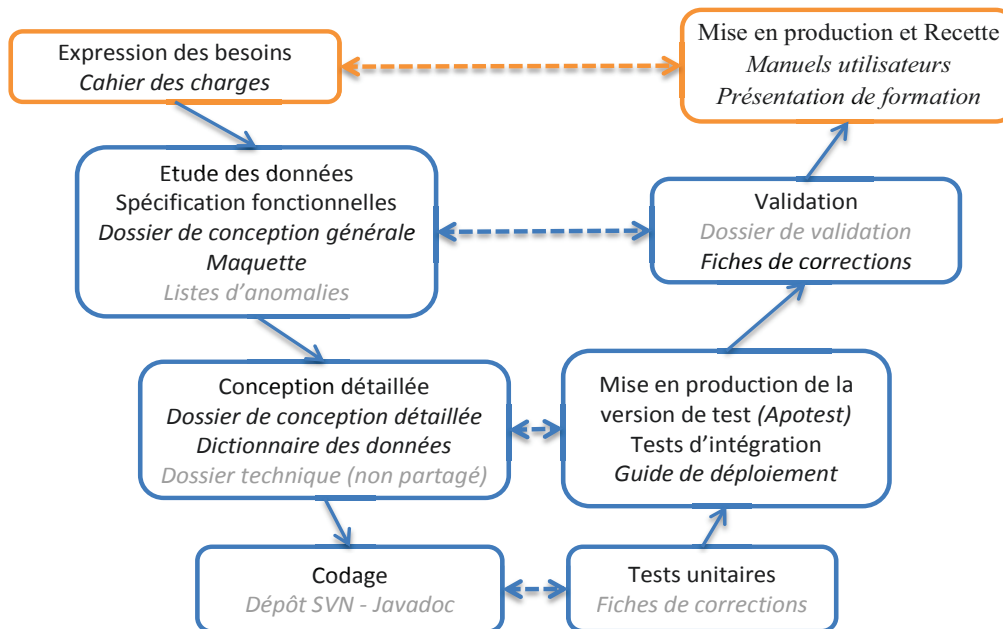 Expression des besoins
Cahier des charges
Mise en production et Recette
Manuels utilisateurs
Présentation de formation
Etude des données
Spécification fonctionnelles
Dossier de conception générale
Maquette
Listes d’anomalies
Validation
Dossier de validation
Fiches de corrections
Conception détaillée
Dossier de conception détaillée
Dictionnaire des données
Dossier technique (non partagé)
Mise en production de la
version de test (Apotest)
Tests d’intégration
Guide de déploiement
Codage
Dépôt SVN - Javadoc
Tests unitaires
Fiches de corrections